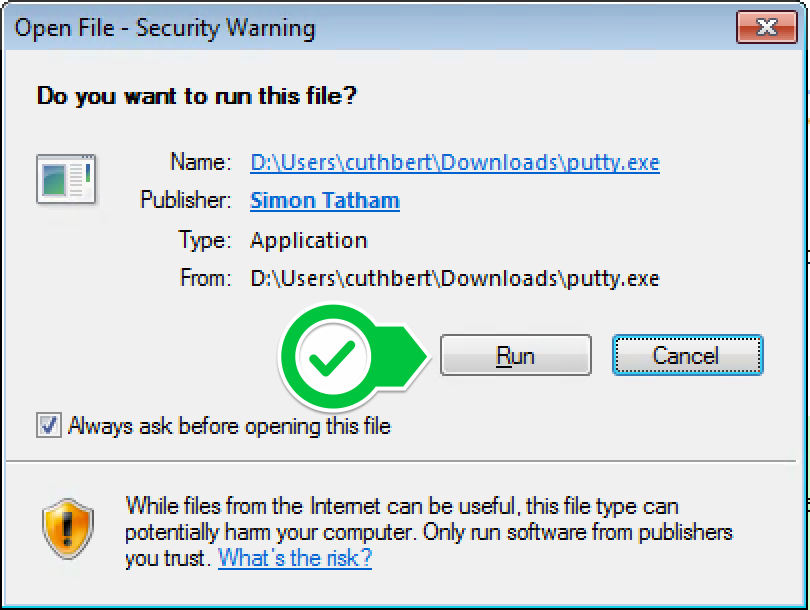 Open File - Security Warning
Do you want to run this file?
Name: D:\Users\cuthbert\Downloads\putty.exe
Publisher: Simon Tatham
Type: Application
From: D:\Users\cuthbert\Downloads\putty.exe
Run Cancel
Always ask before opening this file
While files from the Internet can be useful, this file type can
potentially harm your computer. Only run software from publishers
you trust. What's the risk?